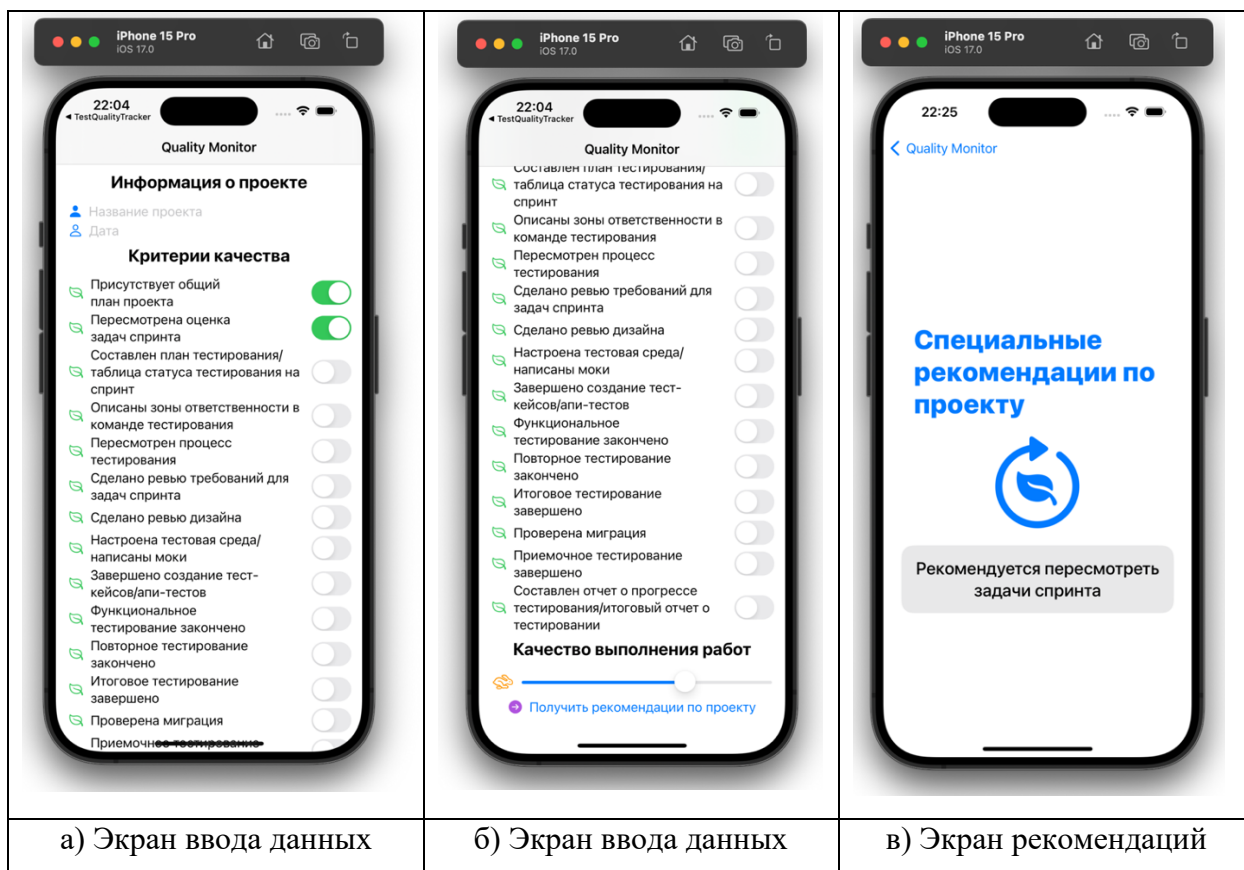 iPhone 15 Pro
iOS 17.0
22:04
◀ TestQualityTracker
Quality Monitor
Информация о проекте
Название проекта
Дата
Критерии качества
Присутствует общий
план проекта
Пересмотрена оценка
задач спринта
Составлен план тестирования/
таблица статуса тестирования на
спринт
Описаны зоны ответственности в
команде тестирования
Пересмотрен процесс
тестирования
Сделано ревью требований для
задач спринта
Сделано ревью дизайна
Настроена тестовая среда/
написаны моки
Завершено создание тест-
кейсов/апи-тестов
Функциональное
тестирование закончено
Повторное тестирование
закончено
Итоговое тестирование
завершено
Проверена миграция
Приемочное тестирование
а) Экран ввода данных
iPhone 15 Pro
iOS 17.0
22:04
◀ TestQualityTracker
Quality Monitor
Составлен план тестирования/
таблица статуса тестирования на
спринт
Описаны зоны ответственности в
команде тестирования
Пересмотрен процесс
тестирования
Сделано ревью требований для
задач спринта
Сделано ревью дизайна
Настроена тестовая среда/
написаны моки
Завершено создание тест-
кейсов/апи-тестов
Функциональное
тестирование закончено
Повторное тестирование
закончено
Итоговое тестирование
завершено
Проверена миграция
Приемочное тестирование
завершено
Составлен отчет о прогрессе
тестирования/итоговый отчет о
тестировании
Качество выполнения работ
Получить рекомендации по проекту
б) Экран ввода данных
iPhone 15 Pro
iOS 17.0
22:25
Quality Monitor
Специальные
рекомендации по
проекту
Рекомендуется пересмотреть
задачи спринта
в) Экран рекомендаций